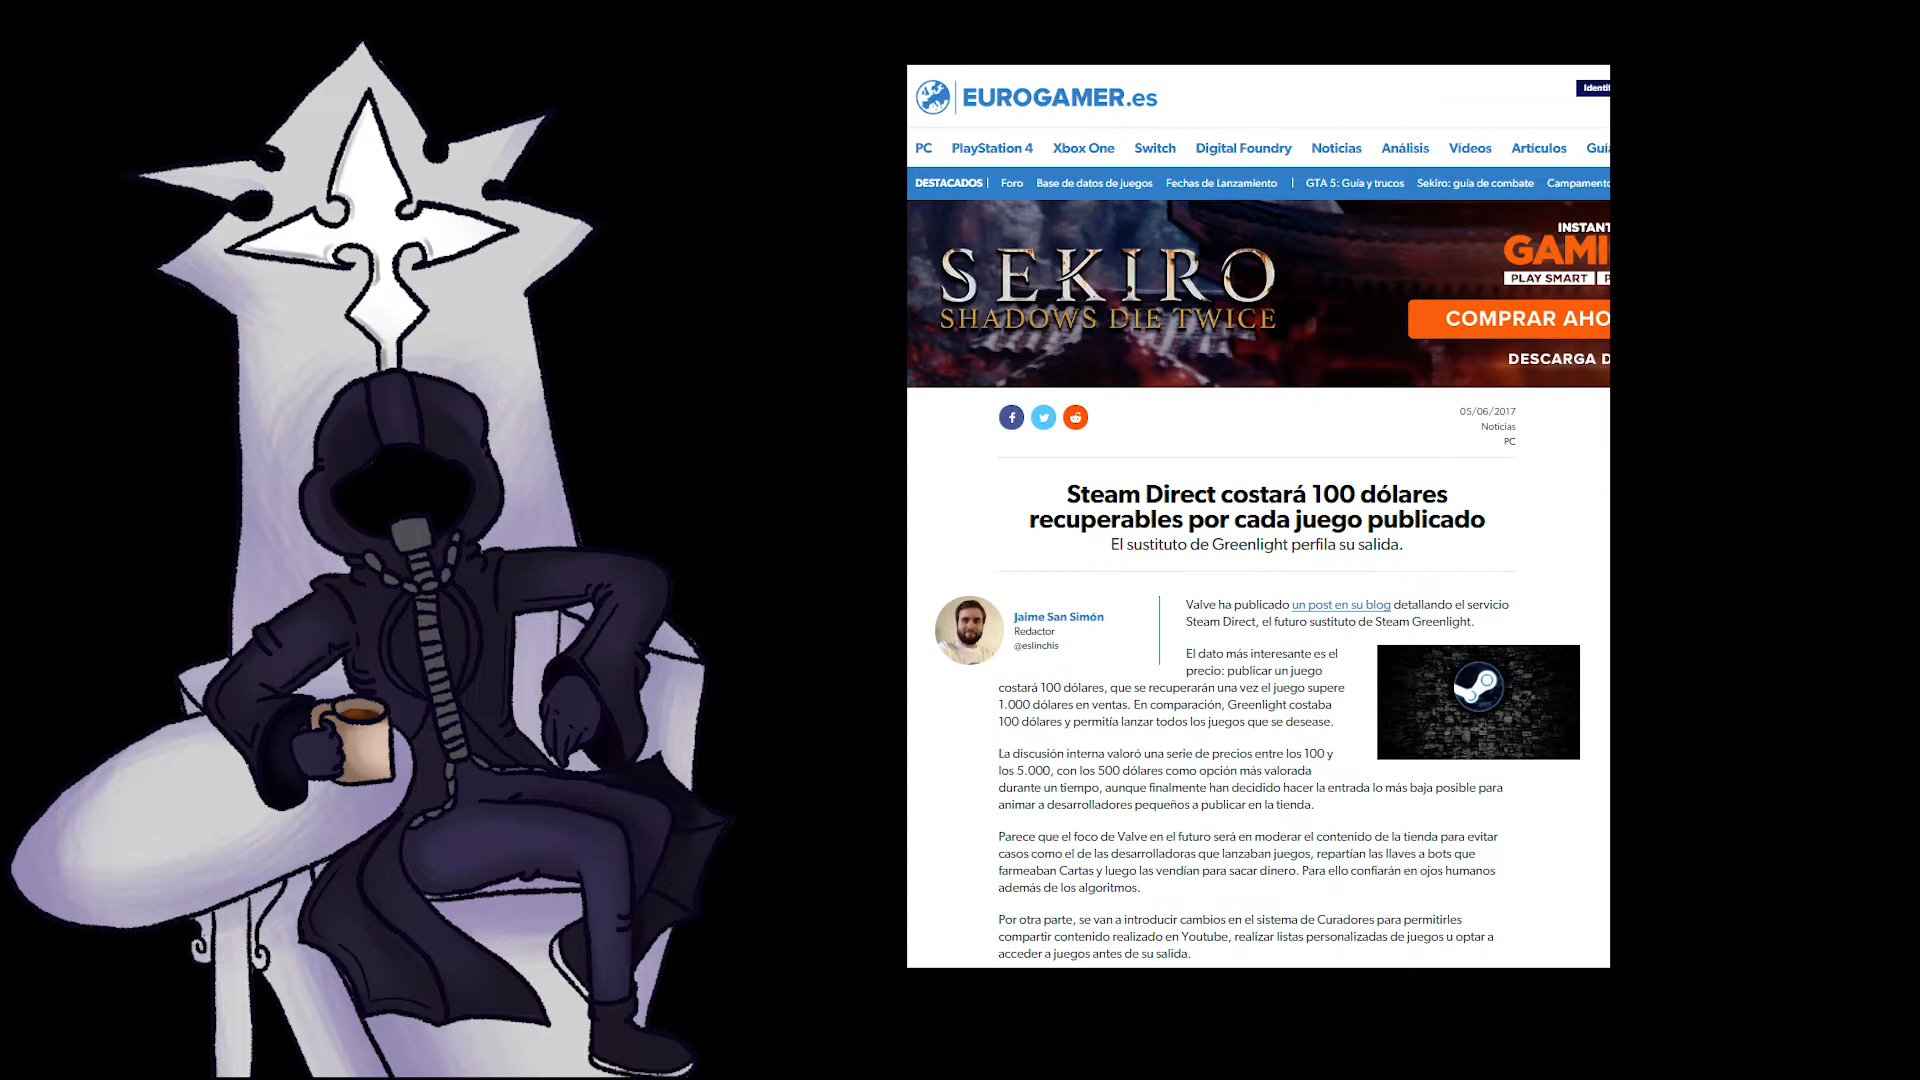 EUROGAMER.es
Identif
PC PlayStation 4 Xbox One Switch Digital Foundry Noticias Análisis Vídeos Artículos Guía
DESTACADOS | Foro Base de datos de juegos Fechas de Lanzamiento | GTA 5: Guía y trucos Sekiro: guía de combate Campamento
SEKIRO
SHADOWS DIE TWICE
INSTANT
GAMI
PLAY SMART
COMPRAR AHO
DESCARGA D
05/06/2017
Noticias
PC
Steam Direct costará 100 dólares
recuperables por cada juego publicado
El sustituto de Greenlight perfila su salida.
Jaime San Simón
Redactor
@eslinchis
Valve ha publicado un post en su blog detallando el servicio
Steam Direct, el futuro sustituto de Steam Greenlight.
El dato más interesante es el
precio: publicar un juego
costará 100 dólares, que se recuperarán una vez el juego supere
1.000 dólares en ventas. En comparación, Greenlight costaba
100 dólares y permitía lanzar todos los juegos que se desease.
La discusión interna valoró una serie de precios entre los 100 y
los 5.000, con los 500 dólares como opción más valorada
durante un tiempo, aunque finalmente han decidido hacer la entrada lo más baja posible para
animar a desarrolladores pequeños a publicar en la tienda.
Parece que el foco de Valve en el futuro será en moderar el contenido de la tienda para evitar
casos como el de las desarrolladoras que lanzaban juegos, repartían las llaves a bots que
farmeaban Cartas y luego las vendían para sacar dinero. Para ello confiarán en ojos humanos
además de los algoritmos.
Por otra parte, se van a introducir cambios en el sistema de Curadores para permitirles
compartir contenido realizado en Youtube, realizar listas personalizadas de juegos u optar a
acceder a juegos antes de su salida.